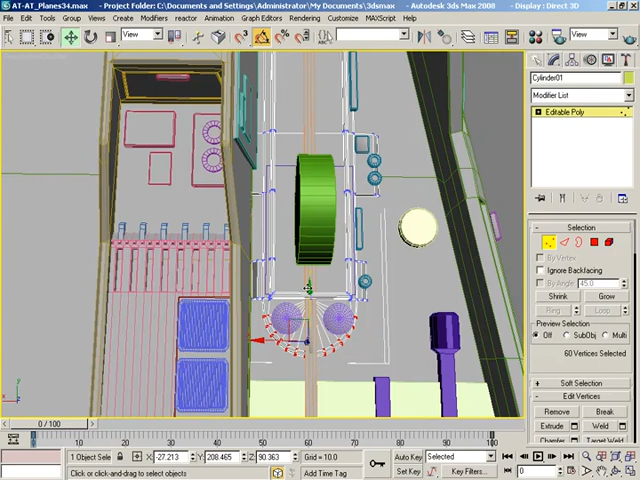 AT-AT_Planes34.max - Project Folder: C:\Documents and Settings\Administrator\My Documents\3dsmax - Autodesk 3ds Max 2008 - Display : Direct 3D
File Edit Tools Group Views Create Modifiers reactor Animation Graph Editors Rendering Customize MAXScript Help
View
View
Cylinder01
Modifier List
Editable Poly
Selection
By Vertex
Ignore Backfacing
By Angle: 45.0
Shrink Grow
Ring Loop
Preview Selection
Off SubObj Multi
60 Vertices Selected
Soft Selection
Edit Vertices
Remove Break
Extrude Weld
Chamfer Target Weld
0 / 100
0 10 20 30 40 50 60 70 80 90 100
1 Object Sele X: -27.213 Y: 208.465 Z: 90.363 Grid = 10.0
Auto Key Selected
Click or click-and-drag to select objects
Add Time Tag
Set Key Key Filters...
0